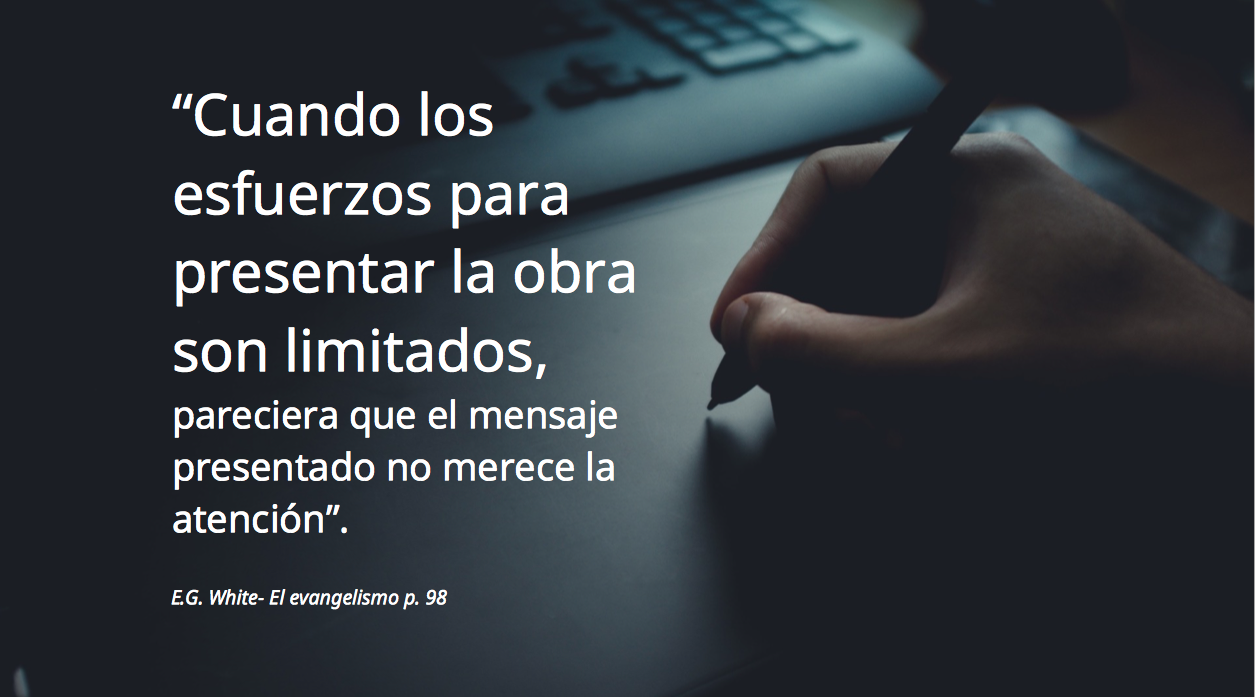 “Cuando los
esfuerzos para
presentar la obra
son limitados,
pareciera que el mensaje
presentado no merece la
atención”.
E.G. White- El evangelismo p. 98